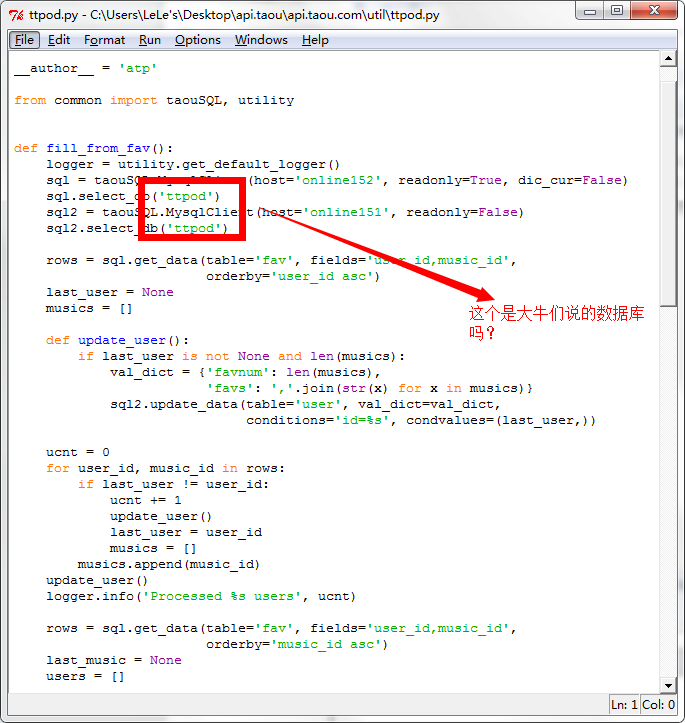 ttpod.py - C:\Users\LeLe's\Desktop\api.taou\api.taou.com\util\ttpod.py
File Edit Format Run Options Windows Help
__author__ = 'atp'
from common import taouSQL, utility
def fill_from_fav():
logger = utility.get_default_logger()
sql = (host='online152', readonly=True, dic_cur=False)
sql.select_db('ttpod')
sql2 = taouSQL.MysqlClient(host='online151', readonly=False)
sql2.select_db('ttpod')
rows = sql.get_data(table='fav', fields='user_id,music_id',
orderby='user_id asc')
last_user = None
musics = []
这个是大牛们说的数据库
吗?
def update_user():
if last_user is not None and len(musics):
val_dict = {'favnum': len(musics),
'favs': ','.join(str(x) for x in musics)}
sql2.update_data(table='user', val_dict=val_dict,
conditions='id=%s', condvalues=(last_user,))
ucnt = 0
for user_id, music_id in rows:
if last_user != user_id:
ucnt += 1
update_user()
last_user = user_id
musics = []
musics.append(music_id)
update_user()
logger.info('Processed %s users', ucnt)
rows = sql.get_data(table='fav', fields='user_id,music_id',
orderby='music_id asc')
last_music = None
users = []
Ln: 1 Col: 0